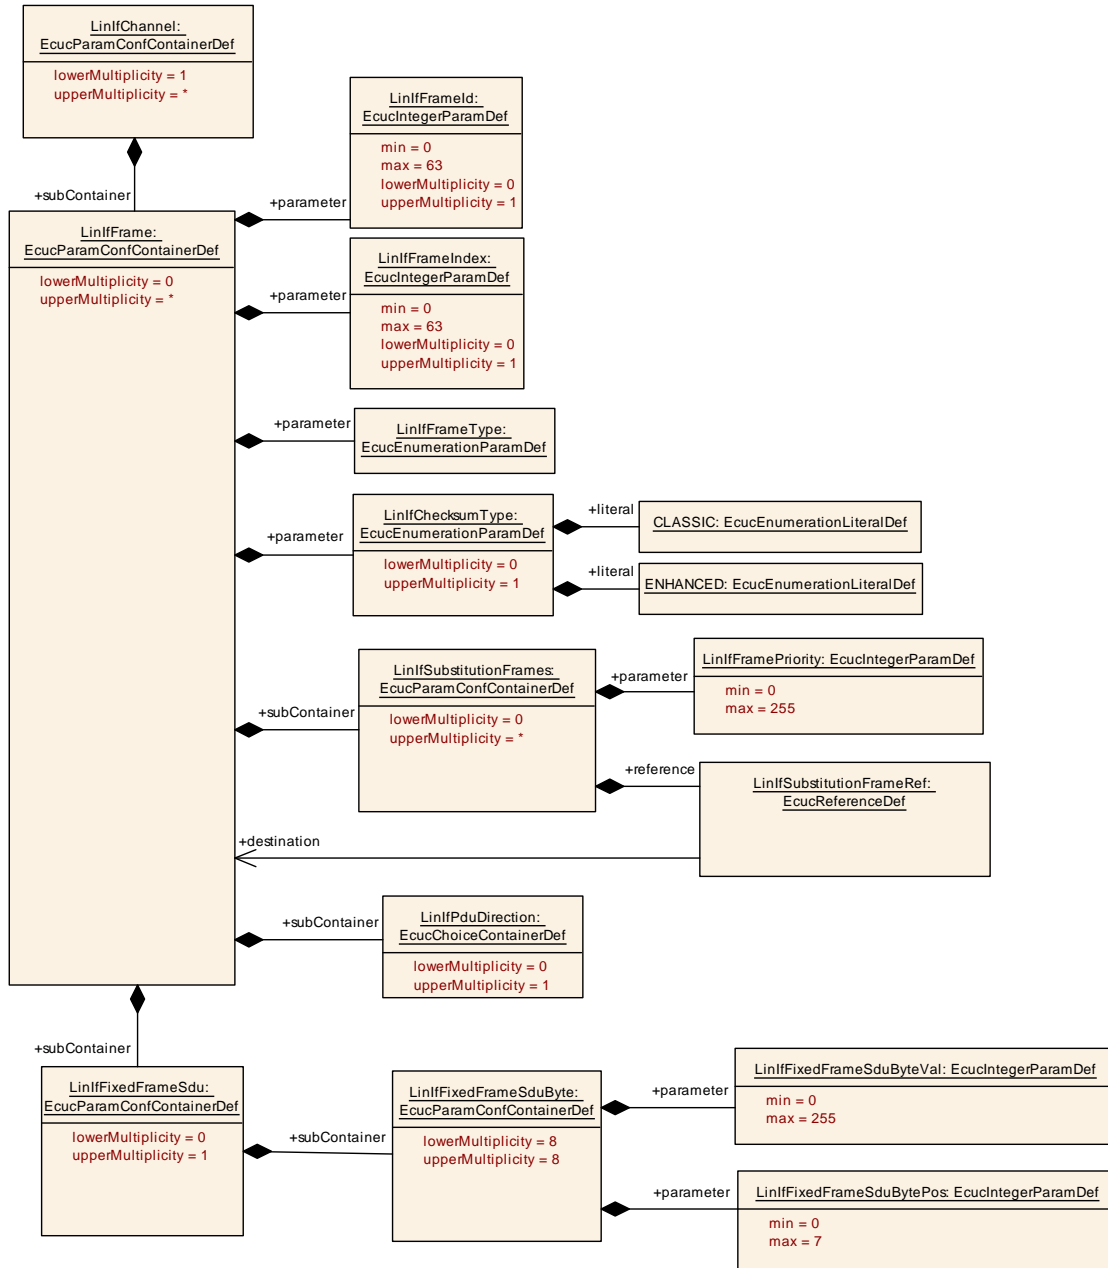 LinIfChannel:
EcucParamConfContainerDef
lowerMultiplicity = 1
upperMultiplicity = *
+subContainer
LinIfFrame:
EcucParamConfContainerDef
lowerMultiplicity = 0
upperMultiplicity = *
+parameter
LinIfFrameId:
EcucIntegerParamDef
min = 0
max = 63
lowerMultiplicity = 0
upperMultiplicity = 1
+parameter
LinIfFrameIndex:
EcucIntegerParamDef
min = 0
max = 63
lowerMultiplicity = 0
upperMultiplicity = 1
+parameter
LinIfFrameType:
EcucEnumerationParamDef
+parameter
LinIfChecksumType:
EcucEnumerationParamDef
lowerMultiplicity = 0
upperMultiplicity = 1
+literal
CLASSIC: EcucEnumerationLiteralDef
+literal
ENHANCED: EcucEnumerationLiteralDef
+subContainer
LinIfSubstitutionFrames:
EcucParamConfContainerDef
lowerMultiplicity = 0
upperMultiplicity = *
+parameter
LinIfFramePriority: EcucIntegerParamDef
min = 0
max = 255
+reference
LinIfSubstitutionFrameRef:
EcucReferenceDef
+destination
+subContainer
LinIfPduDirection:
EcucChoiceContainerDef
lowerMultiplicity = 0
upperMultiplicity = 1
+subContainer
LinIfFixedFrameSdu:
EcucParamConfContainerDef
lowerMultiplicity = 0
upperMultiplicity = 1
+subContainer
LinIfFixedFrameSduByte:
EcucParamConfContainerDef
lowerMultiplicity = 8
upperMultiplicity = 8
+parameter
LinIfFixedFrameSduByteVal: EcucIntegerParamDef
min = 0
max = 255
+parameter
LinIfFixedFrameSduBytePos: EcucIntegerParamDef
min = 0
max = 7